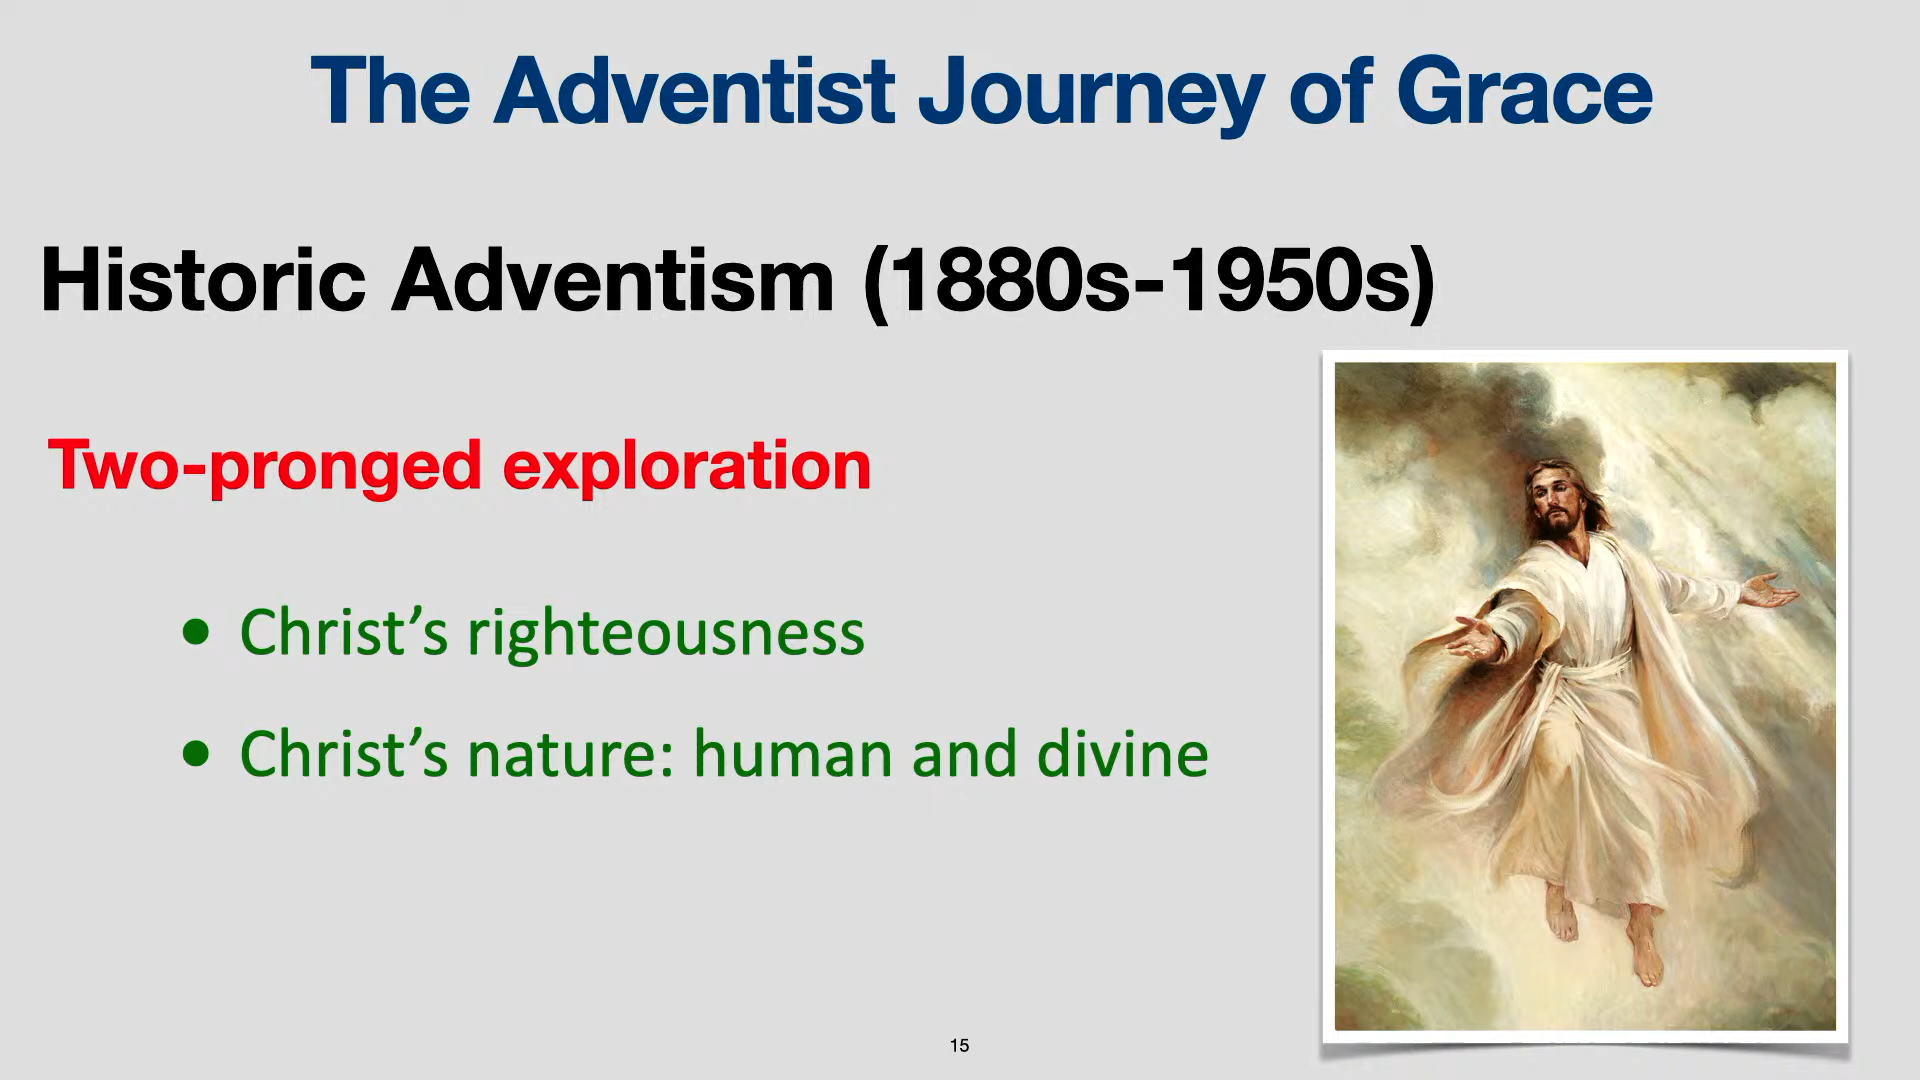 The Adventist Journey of Grace
Historic Adventism (1880s-1950s)
Two-pronged exploration
• Christ’s righteousness
• Christ’s nature: human and divine
15